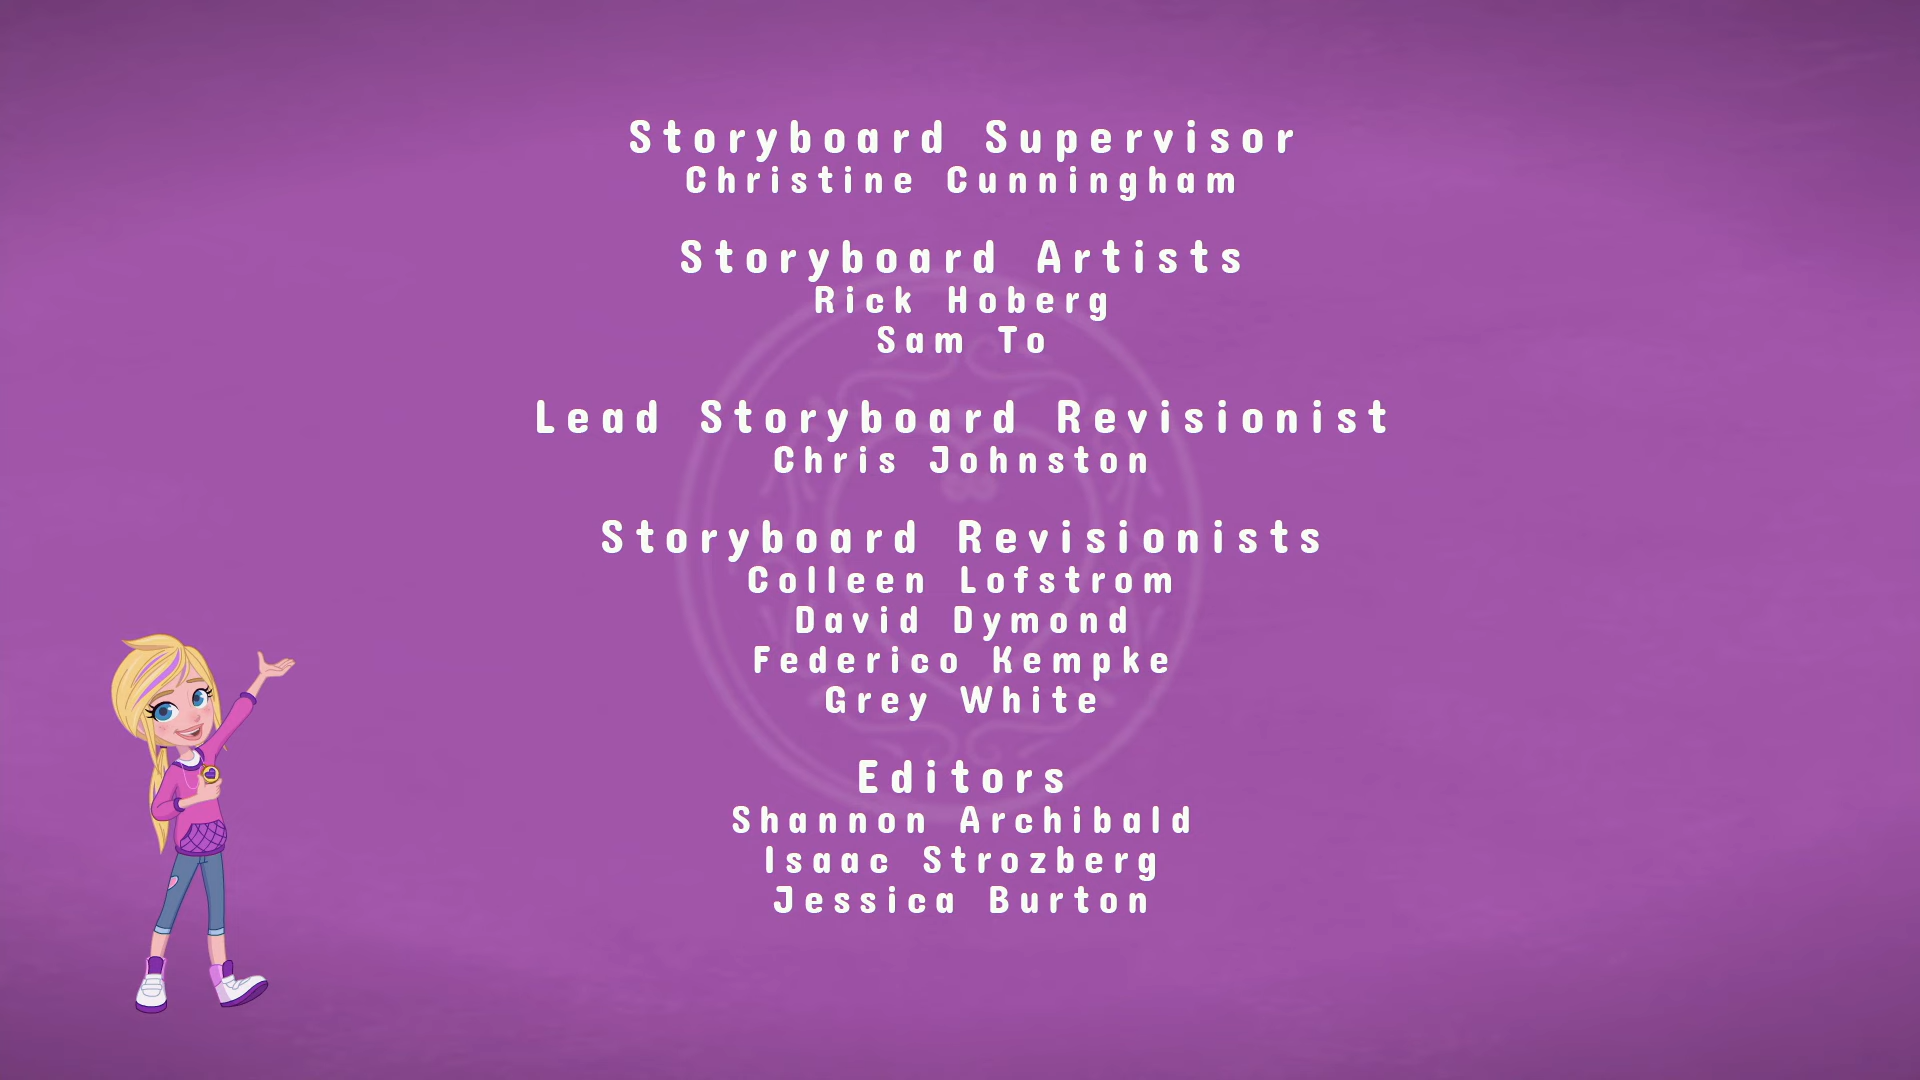 Storyboard Supervisor
Christine Cunningham
Storyboard Artists
Rick Hoberg
Sam To
Lead Storyboard Revisionist
Chris Johnston
Storyboard Revisionists
Colleen Lofstrom
David Dymond
Federico Kempke
Grey White
Editors
Shannon Archibald
Isaac Strozberg
Jessica Burton